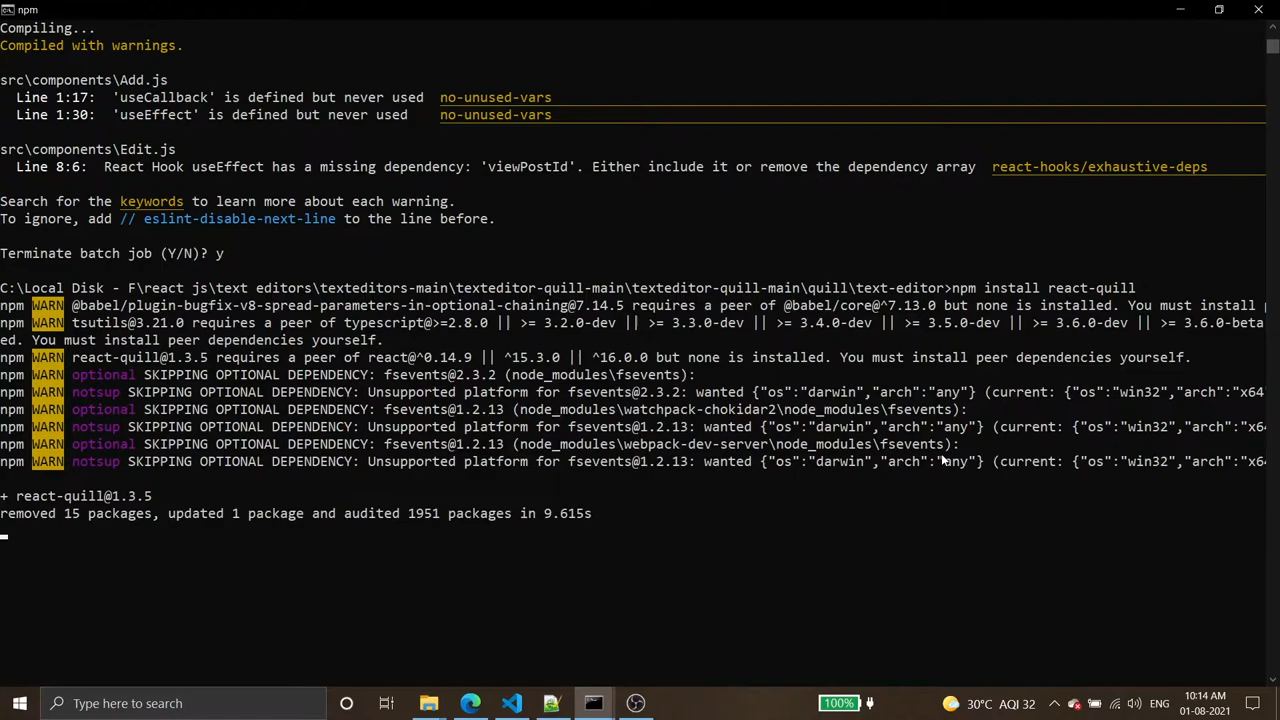 npm
Compiling...
Compiled with warnings.
src\components\Add.js
Line 1:17: 'useCallback' is defined but never used no-unused-vars
Line 1:30: 'useEffect' is defined but never used no-unused-vars
src\components\Edit.js
Line 8:6: React Hook useEffect has a missing dependency: 'viewPostId'. Either include it or remove the dependency array react-hooks/exhaustive-deps
Search for the keywords to learn more about each warning.
To ignore, add // eslint-disable-next-line to the line before.
Terminate batch job (Y/N)? y
C:\Local Disk - F\react js\text editors\texteditors-main\texteditor-quill-main\texteditor-quill-main\quill\text-editor>npm install react-quill
npm WARN @babel/plugin-bugfix-v8-spread-parameters-in-optional-chaining@7.14.5 requires a peer of @babel/core@^7.13.0 but none is installed. You must install p
npm WARN tsutils@3.21.0 requires a peer of typescript@>=2.8.0 || >= 3.2.0-dev || >= 3.3.0-dev || >= 3.4.0-dev || >= 3.5.0-dev || >= 3.6.0-dev || >= 3.6.0-beta
ed. You must install peer dependencies yourself.
npm WARN react-quill@1.3.5 requires a peer of react@^0.14.9 || ^15.3.0 || ^16.0.0 but none is installed. You must install peer dependencies yourself.
npm WARN optional SKIPPING OPTIONAL DEPENDENCY: fsevents@2.3.2 (node_modules\fsevents):
npm WARN notsup SKIPPING OPTIONAL DEPENDENCY: Unsupported platform for fsevents@2.3.2: wanted {"os":"darwin","arch":"any"} (current: {"os":"win32","arch":"x64
npm WARN optional SKIPPING OPTIONAL DEPENDENCY: fsevents@1.2.13 (node_modules\watchpack-chokidar2\node_modules\fsevents):
npm WARN notsup SKIPPING OPTIONAL DEPENDENCY: Unsupported platform for fsevents@1.2.13: wanted {"os":"darwin","arch":"any"} (current: {"os":"win32","arch":"x6
npm WARN optional SKIPPING OPTIONAL DEPENDENCY: fsevents@1.2.13 (node_modules\webpack-dev-server\node_modules\fsevents):
npm WARN notsup SKIPPING OPTIONAL DEPENDENCY: Unsupported platform for fsevents@1.2.13: wanted {"os":"darwin","arch":"any"} (current: {"os":"win32","arch":"x6
+ react-quill@1.3.5
removed 15 packages, updated 1 package and audited 1951 packages in 9.615s
Type here to search
100%
30°C AQI 32
ENG
10:14 AM
01-08-2021